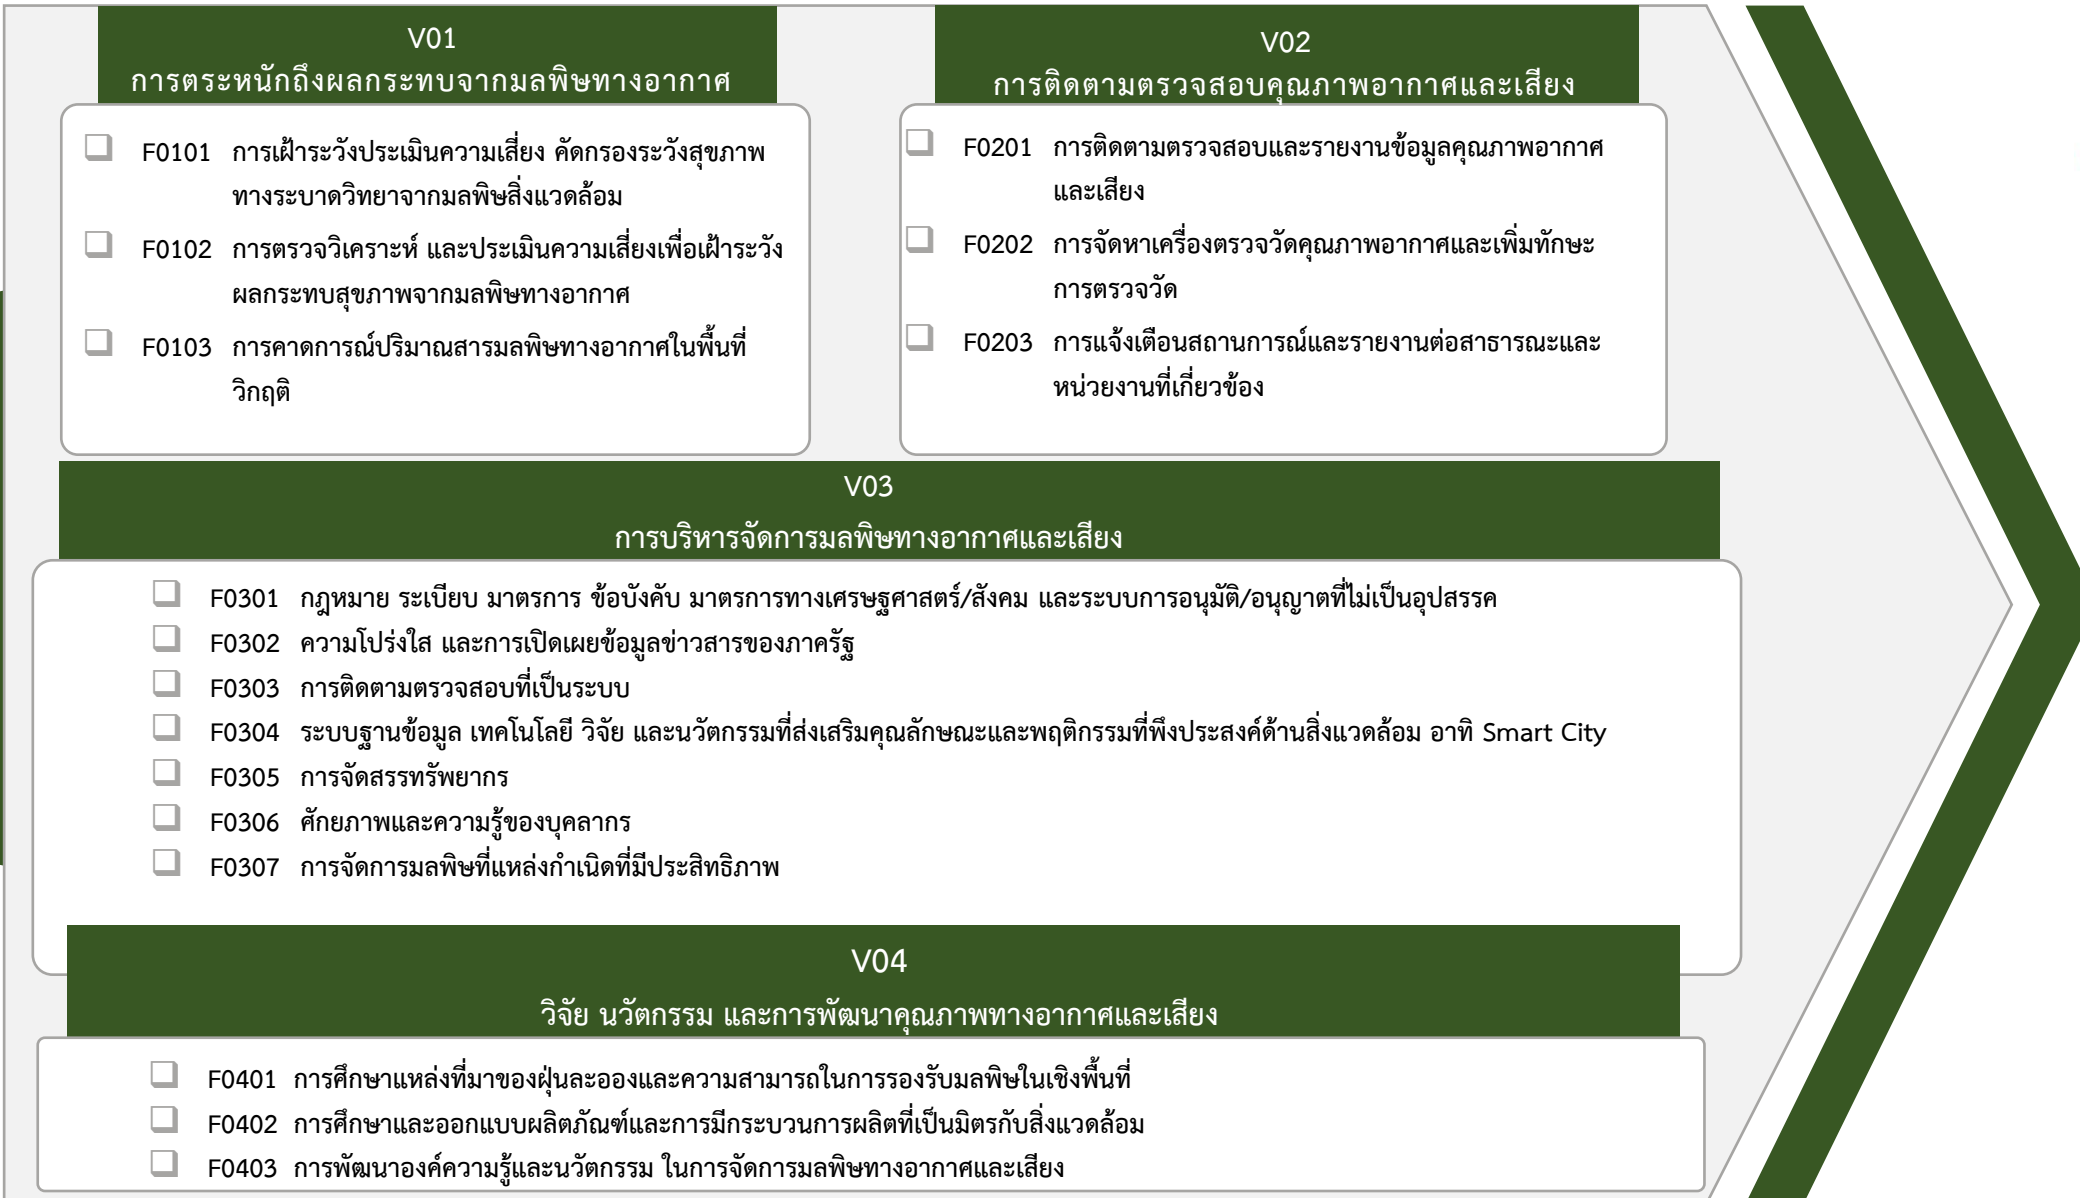 V01
การตระหนักถึงผลกระทบจากมลพิษทางอากาศ
F0101 การเฝ้าระวังประเมินความเสี่ยง คัดกรองระวังสุขภาพ
ทางระบาดวิทยาจากมลพิษสิ่งแวดล้อม
F0102 การตรวจวิเคราะห์ และประเมินความเสี่ยงเพื่อเฝ้าระวัง
ผลกระทบสุขภาพจากมลพิษทางอากาศ
F0103 การคาดการณ์ปริมาณสารมลพิษทางอากาศในพื้นที่
วิกฤติ
V02
การติดตามตรวจสอบคุณภาพอากาศและเสียง
F0201 การติดตามตรวจสอบและรายงานข้อมูลคุณภาพอากาศ
และเสียง
F0202 การจัดหาเครื่องตรวจวัดคุณภาพอากาศและเพิ่มทักษะ
การตรวจวัด
F0203 การแจ้งเตือนสถานการณ์และรายงานต่อสาธารณะและ
หน่วยงานที่เกี่ยวข้อง
V03
การบริหารจัดการมลพิษทางอากาศและเสียง
F0301 กฎหมาย ระเบียบ มาตรการ ข้อบังคับ มาตรการทางเศรษฐศาสตร์/สังคม และระบบการอนุมัติ/อนุญาตที่ไม่เป็นอุปสรรค
F0302 ความโปร่งใส และการเปิดเผยข้อมูลข่าวสารของภาครัฐ
F0303 การติดตามตรวจสอบที่เป็นระบบ
F0304 ระบบฐานข้อมูล เทคโนโลยี วิจัย และนวัตกรรมที่ส่งเสริมคุณลักษณะและพฤติกรรมที่พึงประสงค์ด้านสิ่งแวดล้อม อาทิ Smart City
F0305 การจัดสรรทรัพยากร
F0306 ศักยภาพและความรู้ของบุคลากร
F0307 การจัดการมลพิษที่แหล่งกำเนิดที่มีประสิทธิภาพ
V04
วิจัย นวัตกรรม และการพัฒนาคุณภาพทางอากาศและเสียง
F0401 การศึกษาแหล่งที่มาของฝุ่นละอองและความสามารถในการรองรับมลพิษในเชิงพื้นที่
F0402 การศึกษาและออกแบบผลิตภัณฑ์และการมีกระบวนการผลิตที่เป็นมิตรกับสิ่งแวดล้อม
F0403 การพัฒนาองค์ความรู้และนวัตกรรม ในการจัดการมลพิษทางอากาศและเสียง